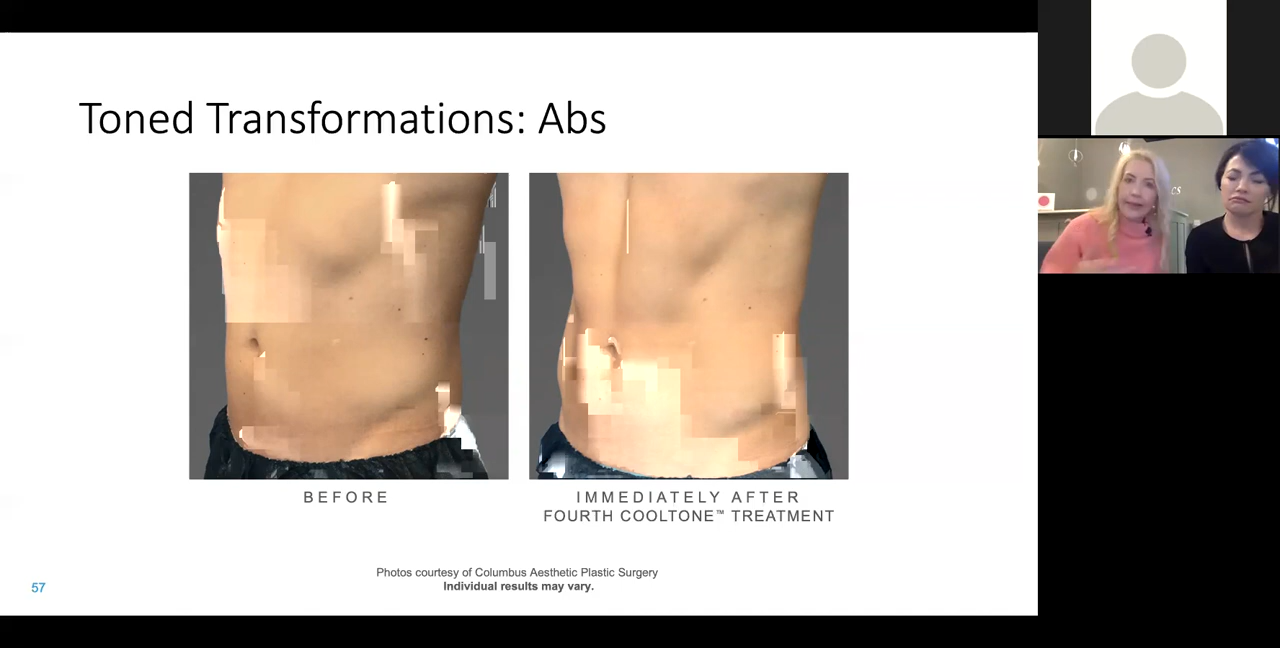 Toned Transformations: Abs
BEFORE
IMMEDIATELY AFTER
FOURTH COOLTONE™ TREATMENT
Photos courtesy of Columbus Aesthetic Plastic Surgery
Individual results may vary.
57